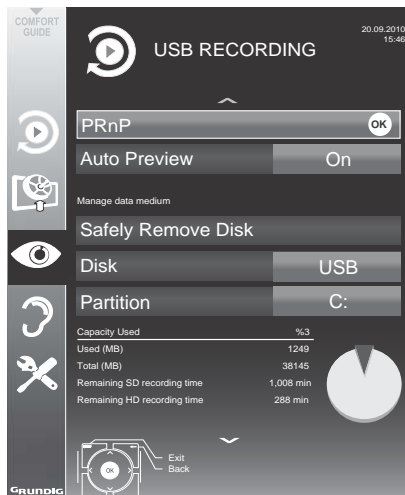 COMFORT
GUIDE
USB RECORDING
20.09.2010
15:46
PRnP
OK
Auto Preview
On
Manage data medium
Safely Remove Disk
Disk
USB
Partition
C:
Capacity Used
%3
Used (MB)
1249
Total (MB)
38145
Remaining SD recording time
1,008 min
Remaining HD recording time
288 min
OK
Exit
Back
GRUNDIG